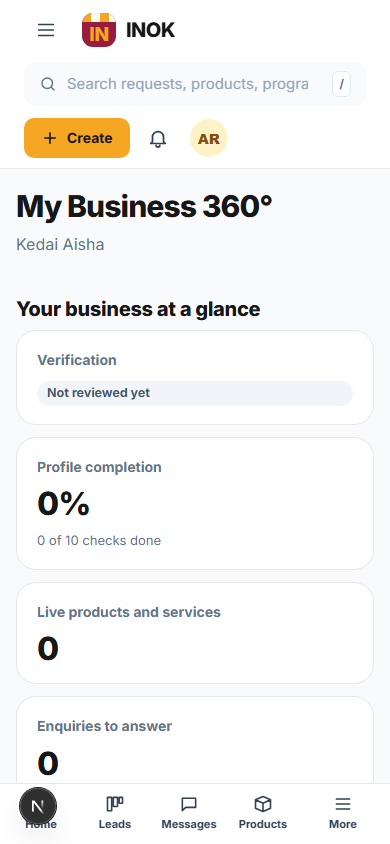 IN INOK
Search requests, products, progra /
+ Create AR
My Business 360°
Kedai Aisha
Your business at a glance
Verification
Not reviewed yet
Profile completion
0%
0 of 10 checks done
Live products and services
0
Enquiries to answer
0
N
Home Leads Messages Products More